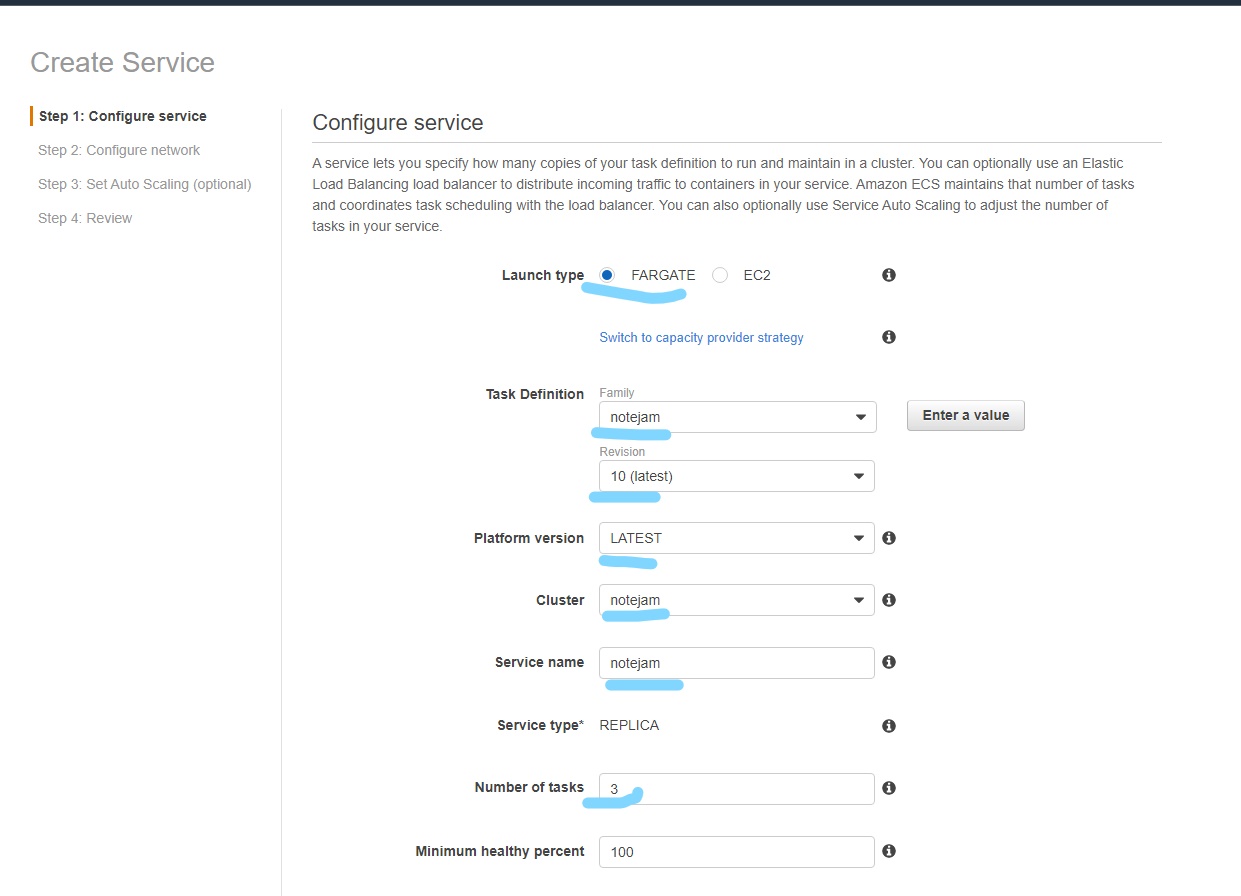 Create Service
Step 1: Configure service
Step 2: Configure network
Step 3: Set Auto Scaling (optional)
Step 4: Review
Configure service
A service lets you specify how many copies of your task definition to run and maintain in a cluster. You can optionally use an Elastic
Load Balancing load balancer to distribute incoming traffic to containers in your service. Amazon ECS maintains that number of tasks
and coordinates task scheduling with the load balancer. You can also optionally use Service Auto Scaling to adjust the number of
tasks in your service.
Launch type FARGATE EC2
Switch to capacity provider strategy
Task Definition Family
notejam Enter a value
Revision
10 (latest)
Platform version LATEST
Cluster notejam
Service name notejam
Service type* REPLICA
Number of tasks 3
Minimum healthy percent 100